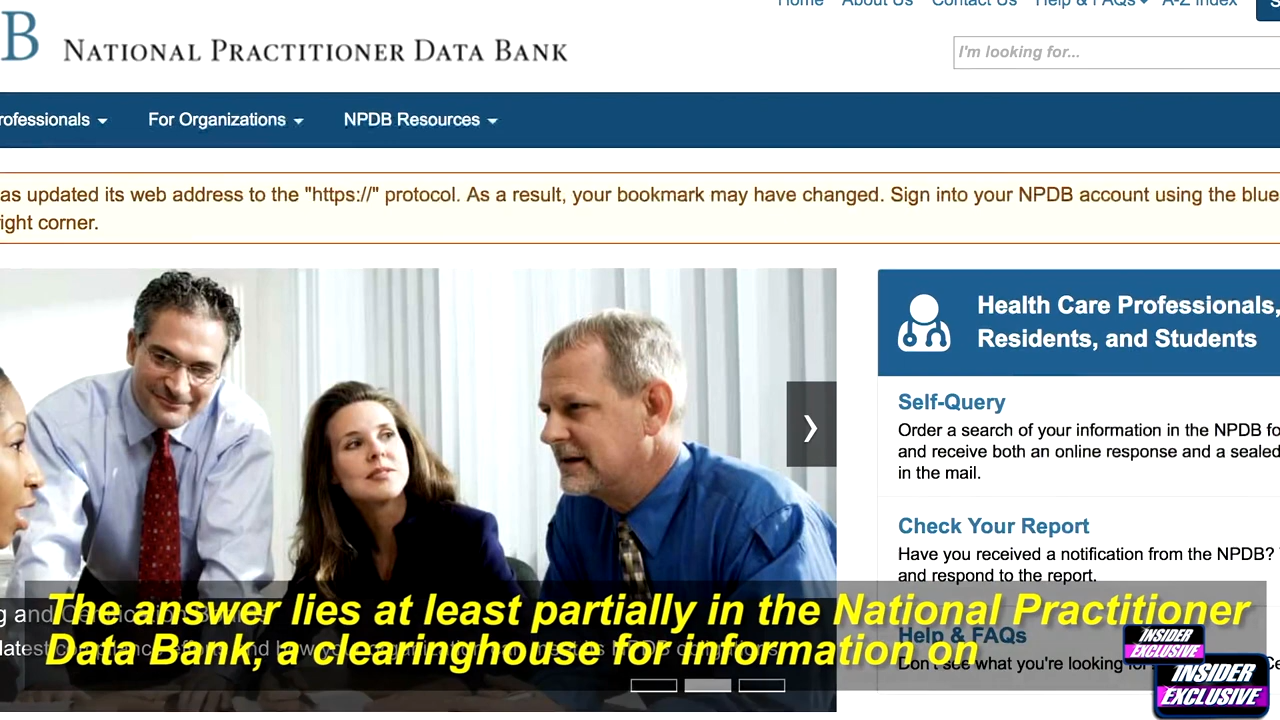 Home About Us Contact Us Help & FAQs A-Z Index S
B NATIONAL PRACTITIONER DATA BANK
I'm looking for...
rofessionals For Organizations NPDB Resources
as updated its web address to the "https://" protocol. As a result, your bookmark may have changed. Sign into your NPDB account using the blue
ight corner.
Health Care Professionals,
Residents, and Students
Self-Query
Order a search of your information in the NPDB fo
and receive both an online response and a sealed
in the mail.
Check Your Report
Have you received a notification from the NPDB?
and respond to the report.
The answer lies at least partially in the National Practitioner
Data Bank, a clearinghouse for information on
Help & FAQs
Don't see what you're looking
INSIDER
EXCLUSIVE
INSIDER
EXCLUSIVE